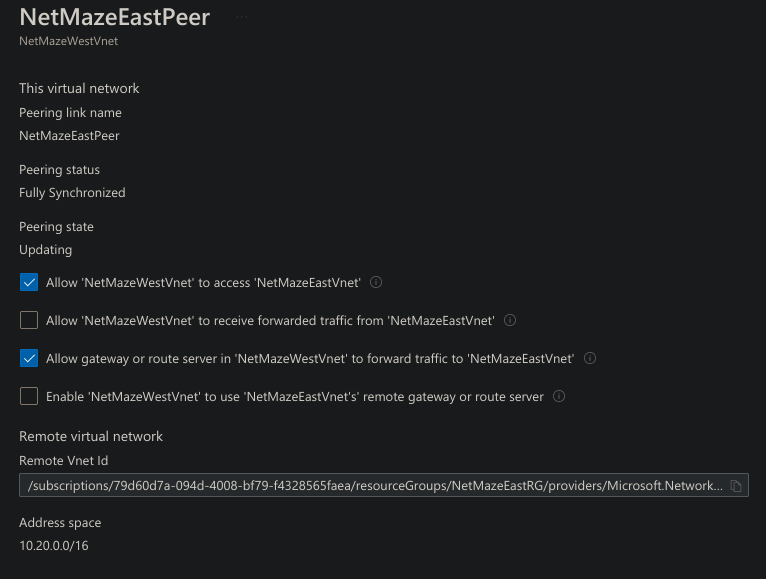 NetMazeEastPeer ...
NetMazeWestVnet
This virtual network
Peering link name
NetMazeEastPeer
Peering status
Fully Synchronized
Peering state
Updating
Allow 'NetMazeWestVnet' to access 'NetMazeEastVnet'
Allow 'NetMazeWestVnet' to receive forwarded traffic from 'NetMazeEastVnet'
Allow gateway or route server in 'NetMazeWestVnet' to forward traffic to 'NetMazeEastVnet'
Enable 'NetMazeWestVnet' to use 'NetMazeEastVnet's' remote gateway or route server
Remote virtual network
Remote Vnet Id
/subscriptions/79d60d7a-094d-4008-bf79-f4328565faea/resourceGroups/NetMazeEastRG/providers/Microsoft.Network...
Address space
10.20.0.0/16